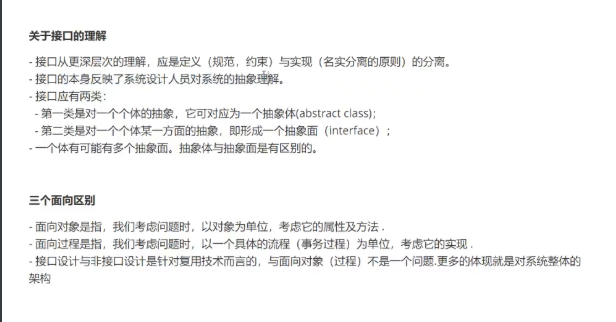 关于接口的理解
- 接口从更深层次的理解，应是定义（规范，约束）与实现（名实分离的原则）的分离。
- 接口的本身反映了系统设计人员对系统的抽象理解。
- 接口应有两类：
- 第一类是对一个个体的抽象，它可对应为一个抽象体(abstract class)；
- 第二类是对一个个体某一方面的抽象，即形成一个抽象面（interface）；
- 一个体有可能有多个抽象面。抽象体与抽象面是有区别的。
三个面向区别
- 面向对象是指，我们考虑问题时，以对象为单位，考虑它的属性及方法 .
- 面向过程是指，我们考虑问题时，以一个具体的流程（事务过程）为单位，考虑它的实现 .
- 接口设计与非接口设计是针对复用技术而言的，与面向对象（过程）不是一个问题.更多的体现就是对系统整体的
架构